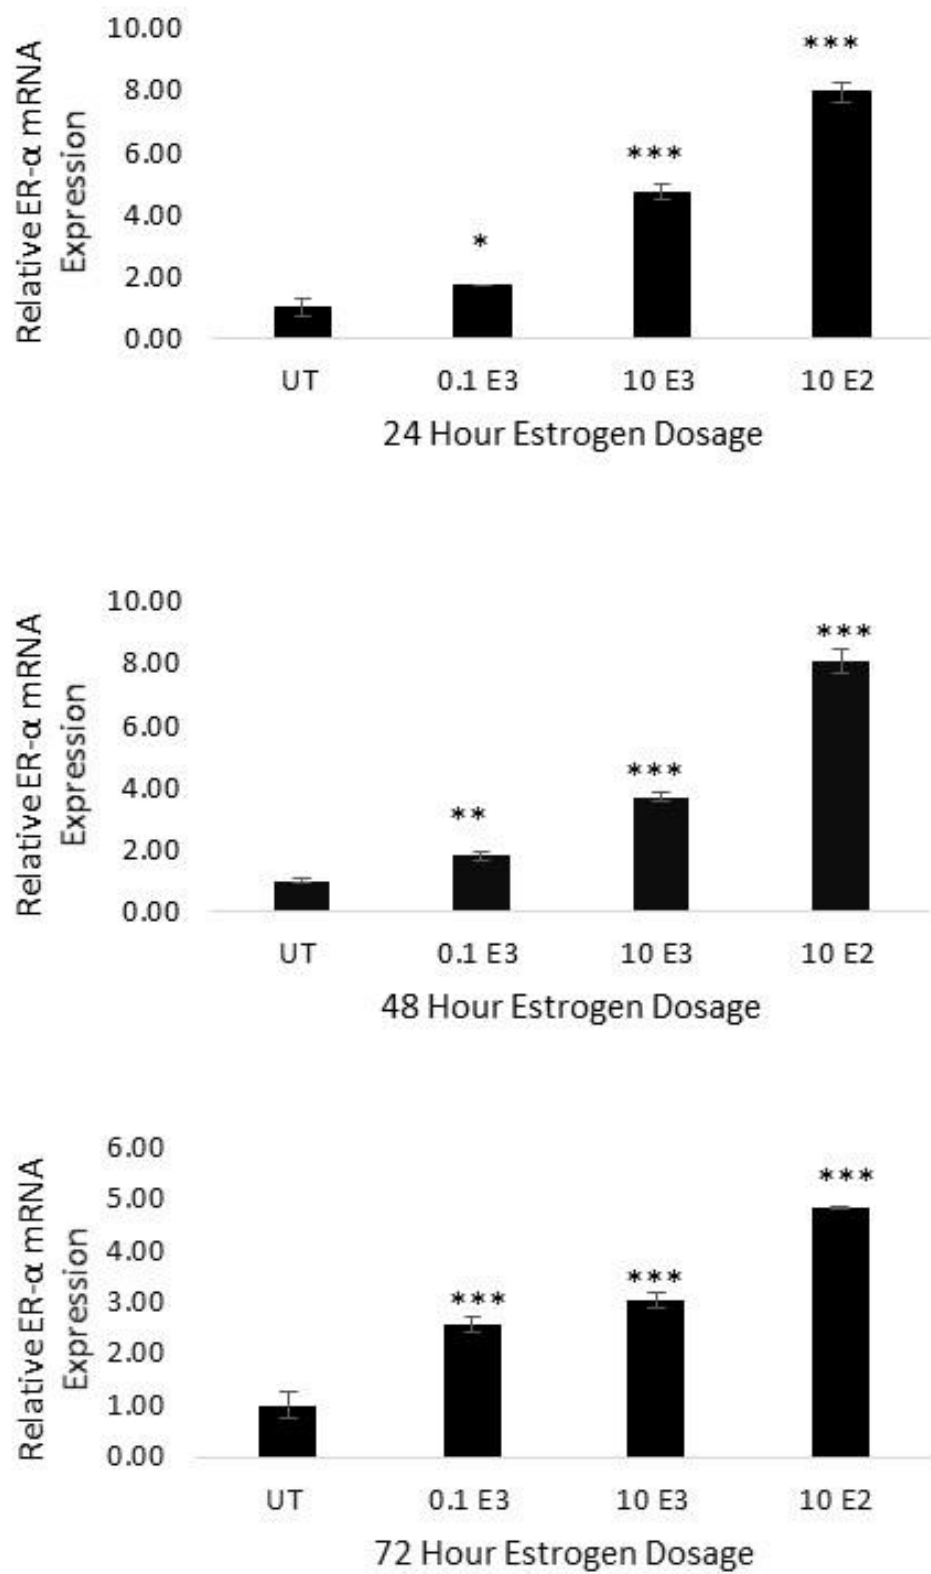 Relative ER-α mRNA
Expression
10.00
8.00
6.00
4.00
2.00
0.00
*
***
***
UT 0.1 E3 10 E3 10 E2
24 Hour Estrogen Dosage
Relative ER-α mRNA
Expression
10.00
8.00
6.00
4.00
2.00
0.00
**
***
***
UT 0.1 E3 10 E3 10 E2
48 Hour Estrogen Dosage
Relative ER-α mRNA
Expression
6.00
5.00
4.00
3.00
2.00
1.00
0.00
***
***
***
UT 0.1 E3 10 E3 10 E2
72 Hour Estrogen Dosage